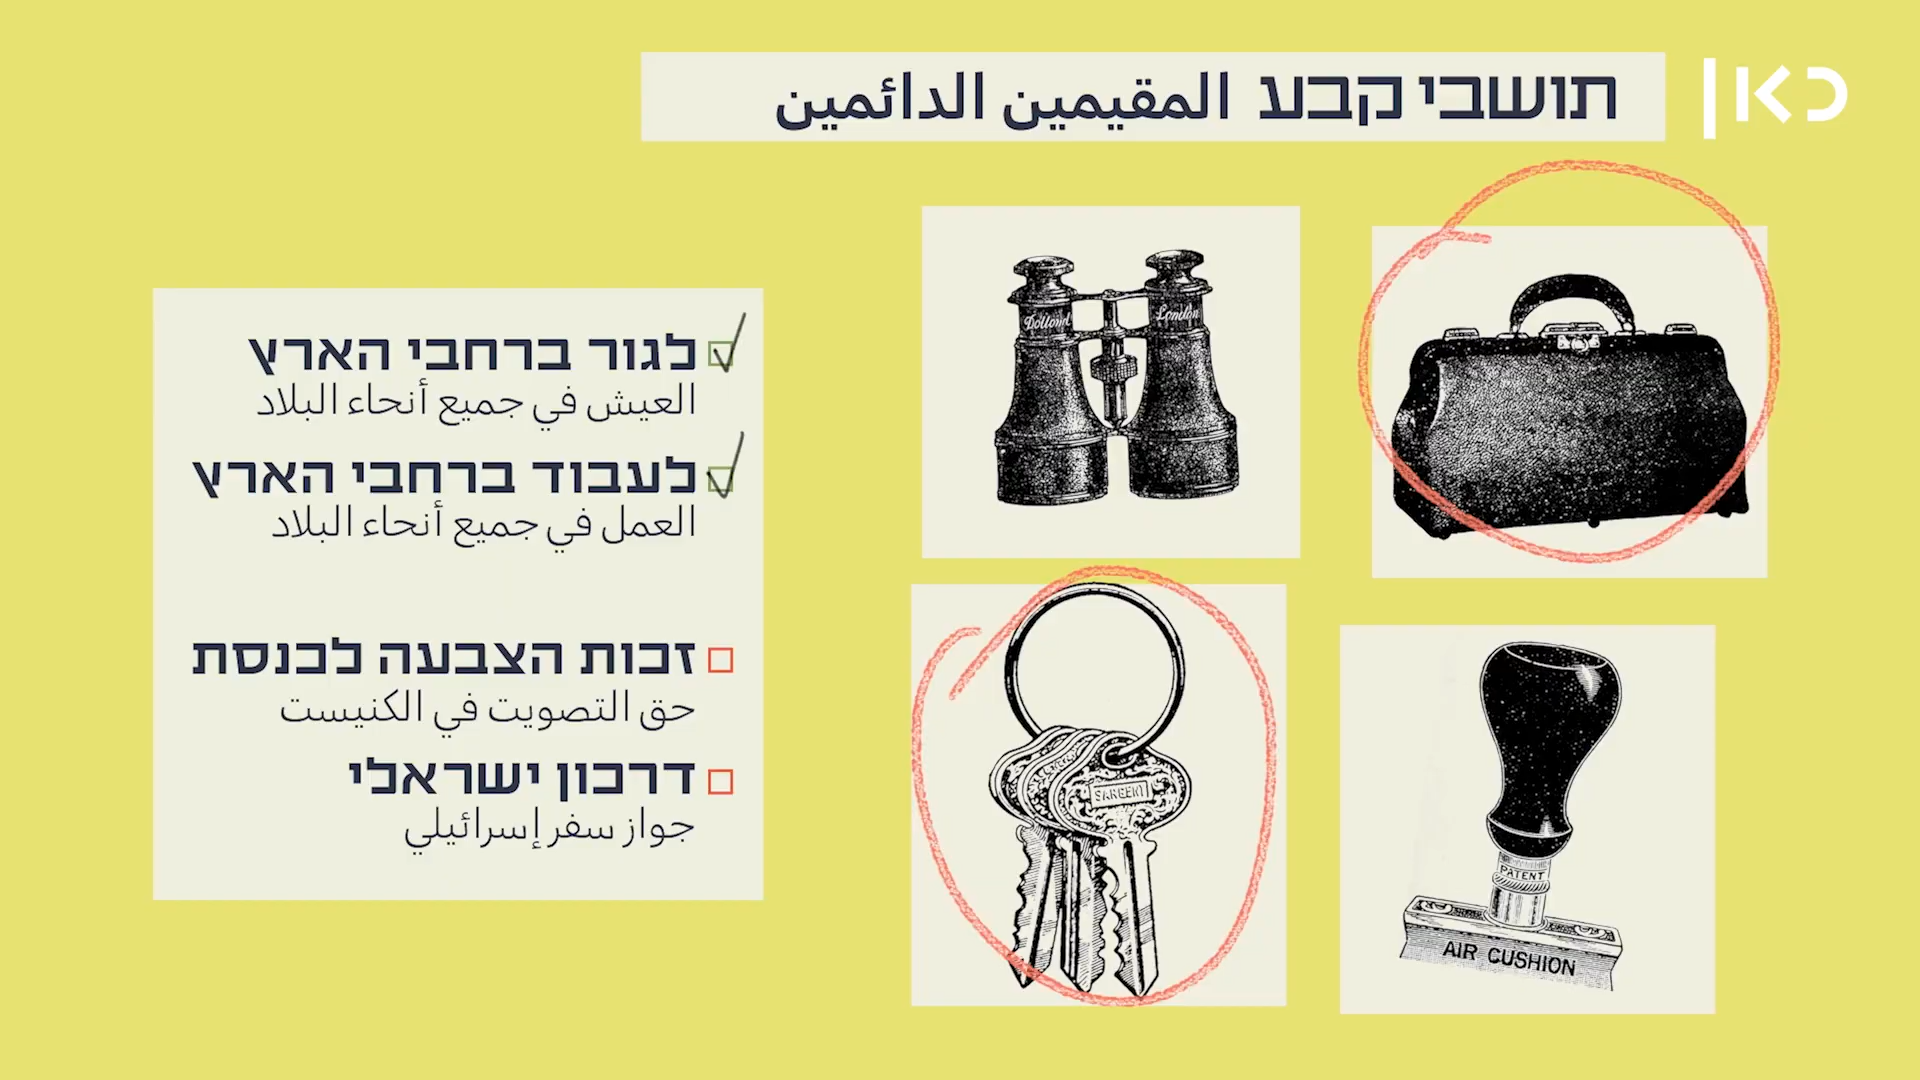 תושבי קבע المقيمين الدائمين
כאן
לגור ברחבי הארץ
العيش في جميع أنحاء البلاد
לעבוד ברחבי הארץ
العمل في جميع أنحاء البلاد
זכות הצבעה לכנסת
حق التصويت في الكنيست
דרכון ישראלי
جواز سفر إسرائيلي
Dollond London
SARGENT
PATENT
AIR CUSHION